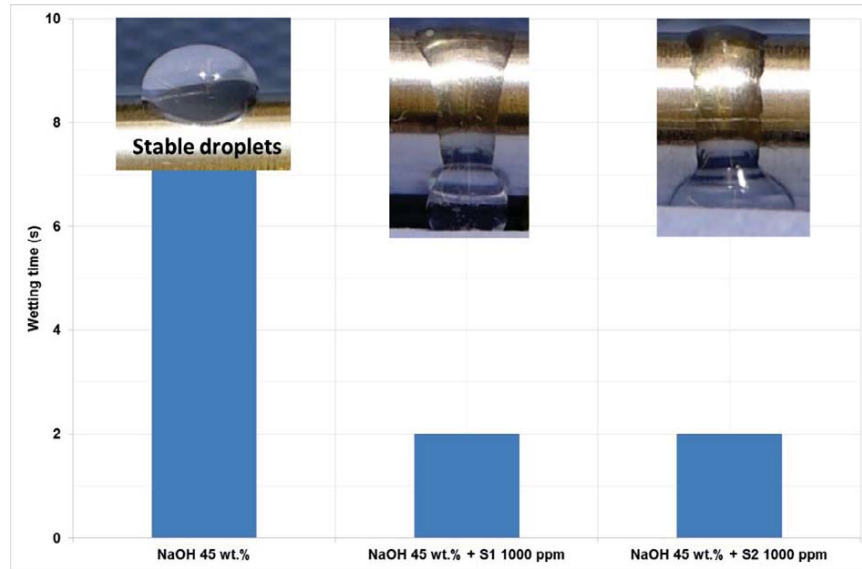 10
8
6
4
2
0
Wetting time (s)
Stable droplets
NaOH 45 wt.%
NaOH 45 wt.% + S1 1000 ppm
NaOH 45 wt.% + S2 1000 ppm